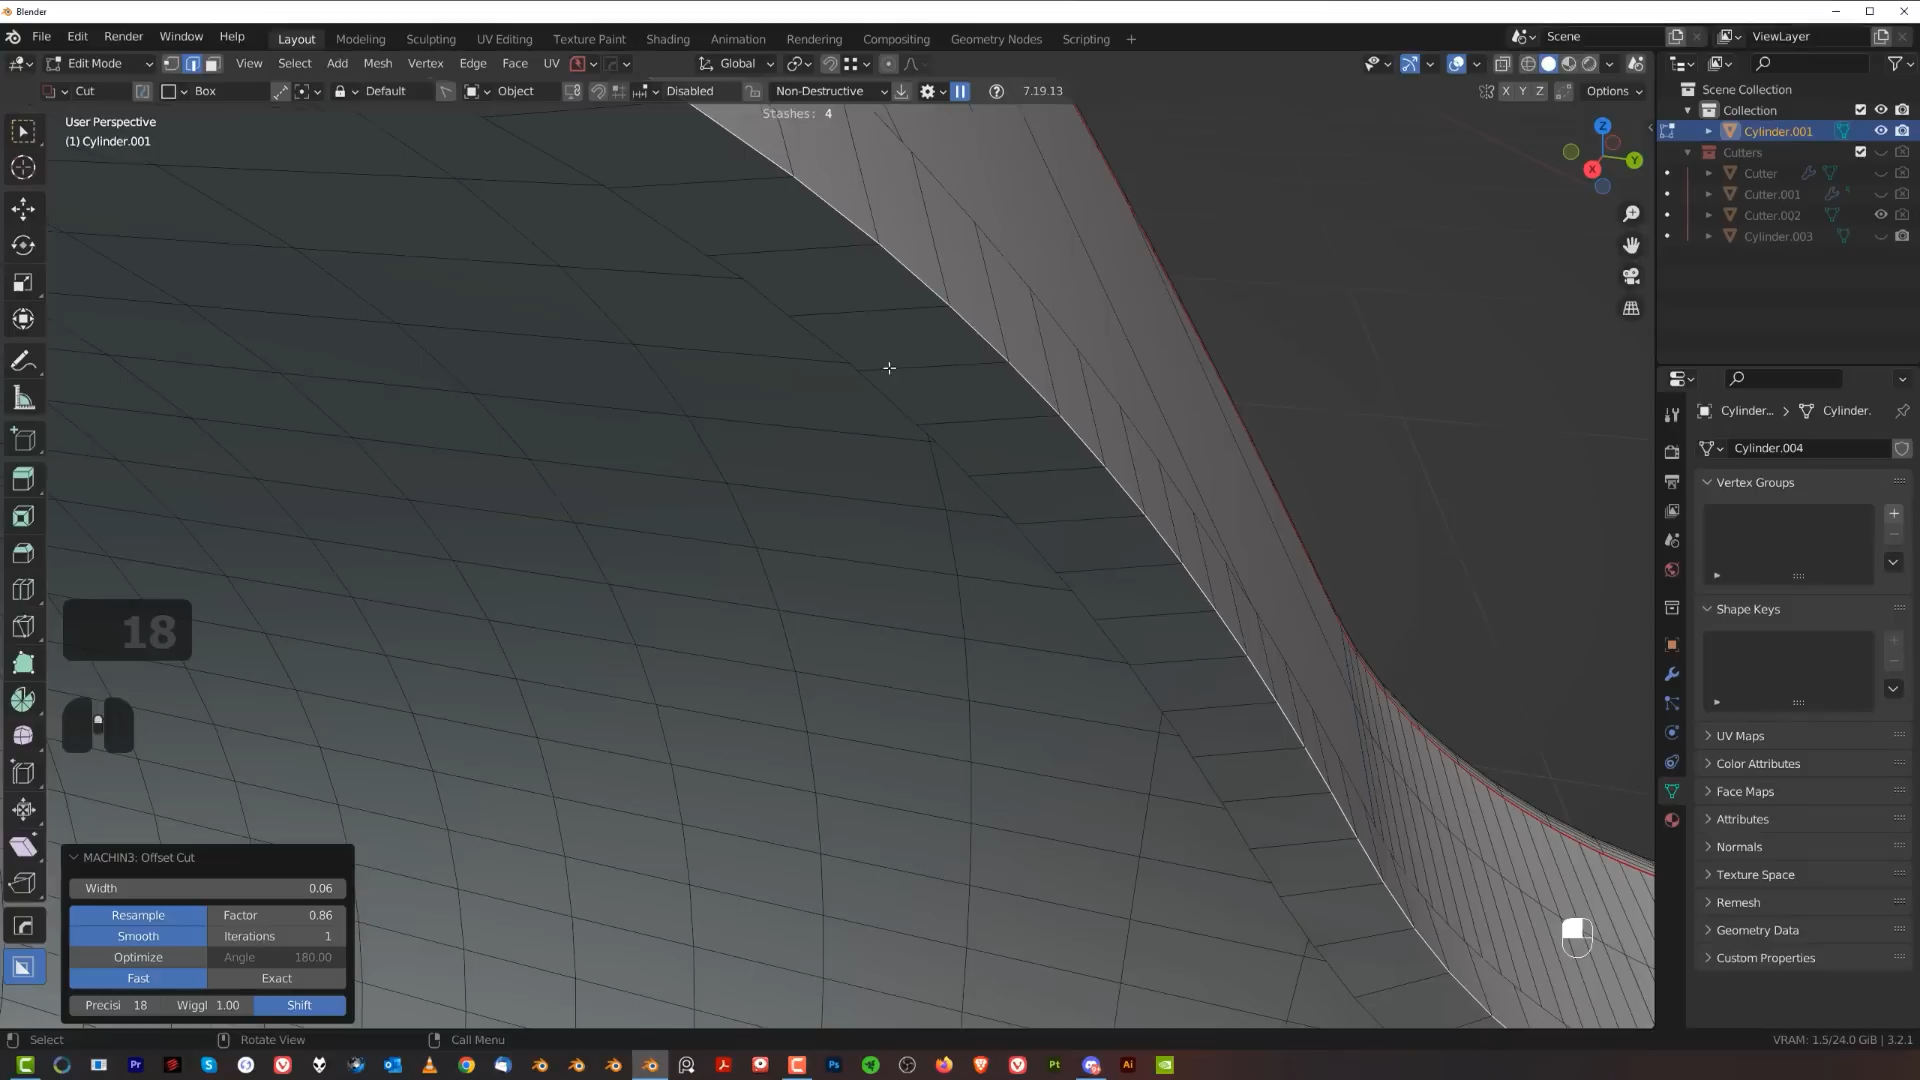 Blender
File Edit Render Window Help
Layout Modeling Sculpting UV Editing Texture Paint Shading Animation Rendering Compositing Geometry Nodes Scripting +
Scene
ViewLayer
Edit Mode
View Select Add Mesh Vertex Edge Face UV
Global
Cut
Box
Default
Object
Disabled
Non-Destructive
7.19.13
X Y Z
Options
Stashes: 4
User Perspective
(1) Cylinder.001
Z
Y
X
Scene Collection
Collection
Cylinder.001
Cutters
Cutter
Cutter.001
Cutter.002
Cylinder.003
Cylinder... > Cylinder.
Cylinder.004
Vertex Groups
Shape Keys
UV Maps
Color Attributes
Face Maps
Attributes
Normals
Texture Space
Remesh
Geometry Data
Custom Properties
18
MACHIN3: Offset Cut
Width 0.06
Resample Factor 0.86
Smooth Iterations 1
Optimize Angle 180.00
Fast Exact
Precisi 18 Wiggl 1.00 Shift
Select
Rotate View
Call Menu
VRAM: 1.5/24.0 GiB | 3.2.1
Pr
Ps
Pt
Ai